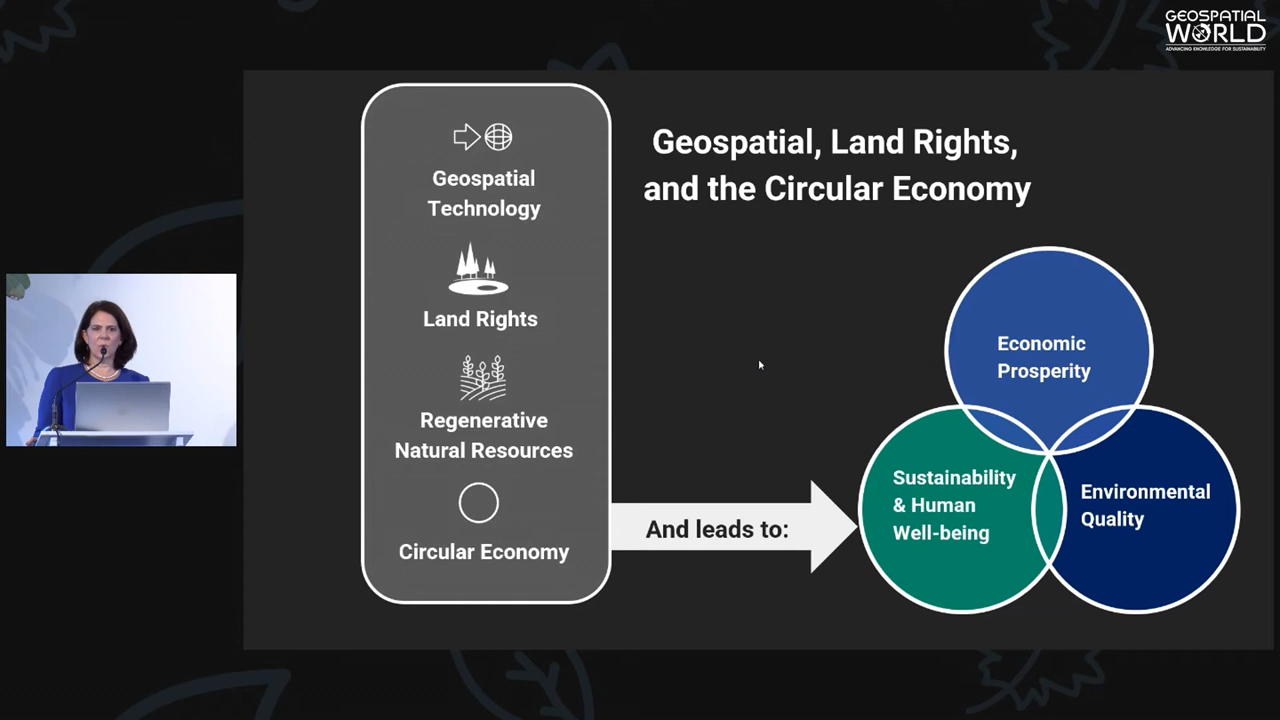 GEOSPATIAL
WORLD
ADVANCING KNOWLEDGE FOR SUSTAINABILITY
Geospatial, Land Rights,
and the Circular Economy
Geospatial
Technology
Land Rights
Regenerative
Natural Resources
Circular Economy
And leads to:
Economic
Prosperity
Sustainability
& Human
Well-being
Environmental
Quality